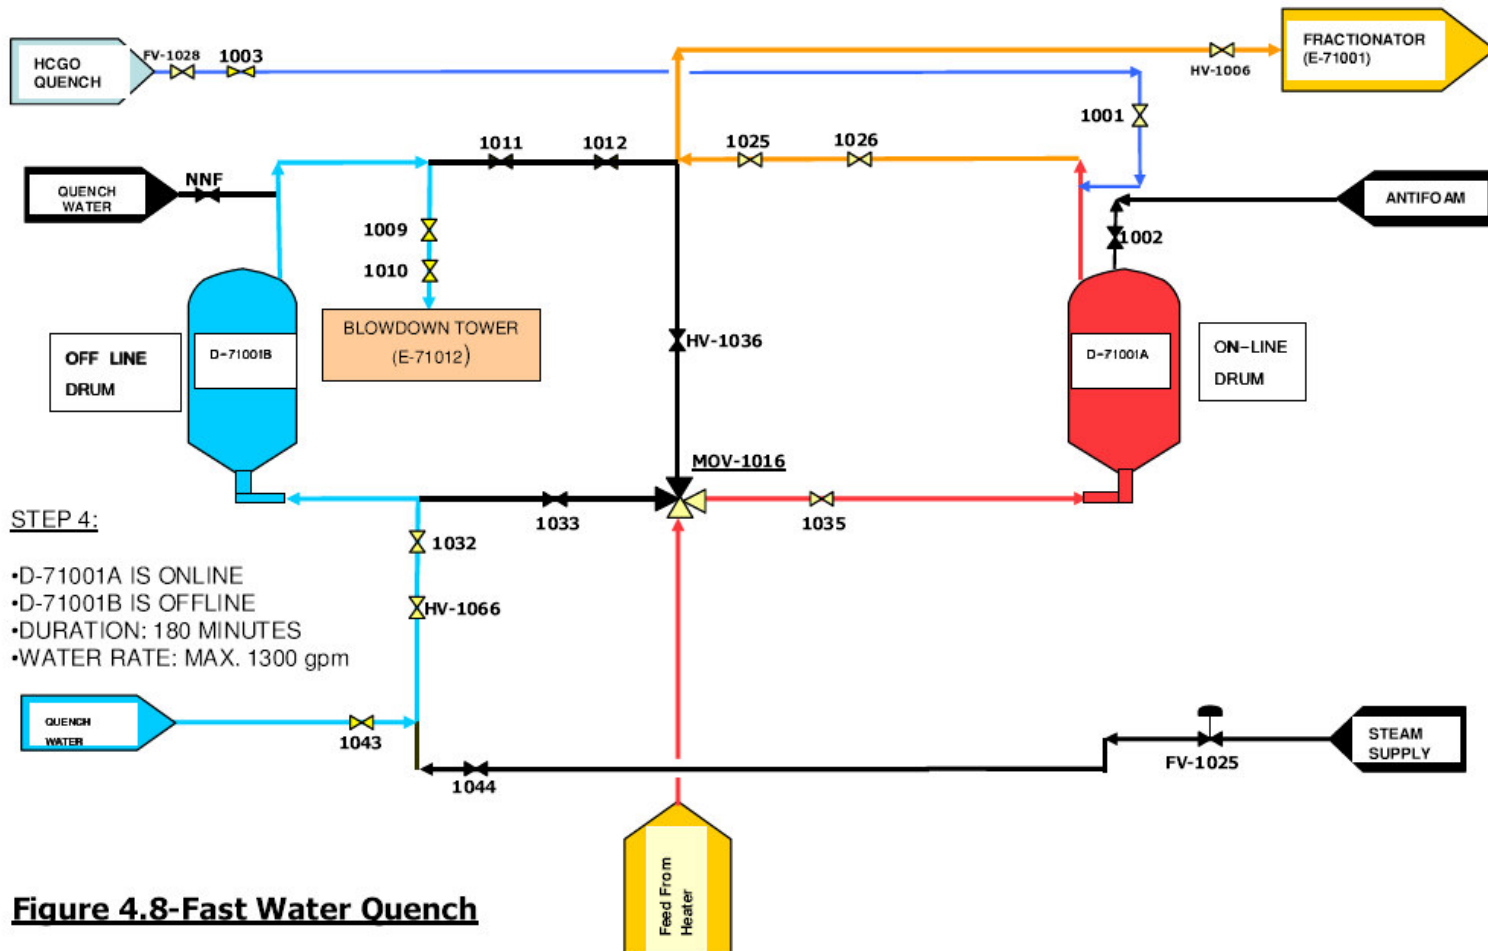 FRACTIONATOR
(E-71001)
HCGO
QUENCH
FV-1028
1003
HV-1006
1001
1011
1012
1025
1026
QUENCH
WATER
NNF
ANTIFOAM
1002
1009
1010
BLOWDOWN TOWER
(E-71012)
HV-1036
OFF LINE
DRUM
D-71001B
D-71001A
ON-LINE
DRUM
MOV-1016
1033
1035
STEP 4:
1032
•D-71001A IS ONLINE
•D-71001B IS OFFLINE
•DURATION: 180 MINUTES
•WATER RATE: MAX. 1300 gpm
HV-1066
QUENCH
WATER
1043
1044
FV-1025
STEAM
SUPPLY
Feed From
Heater
Figure 4.8-Fast Water Quench